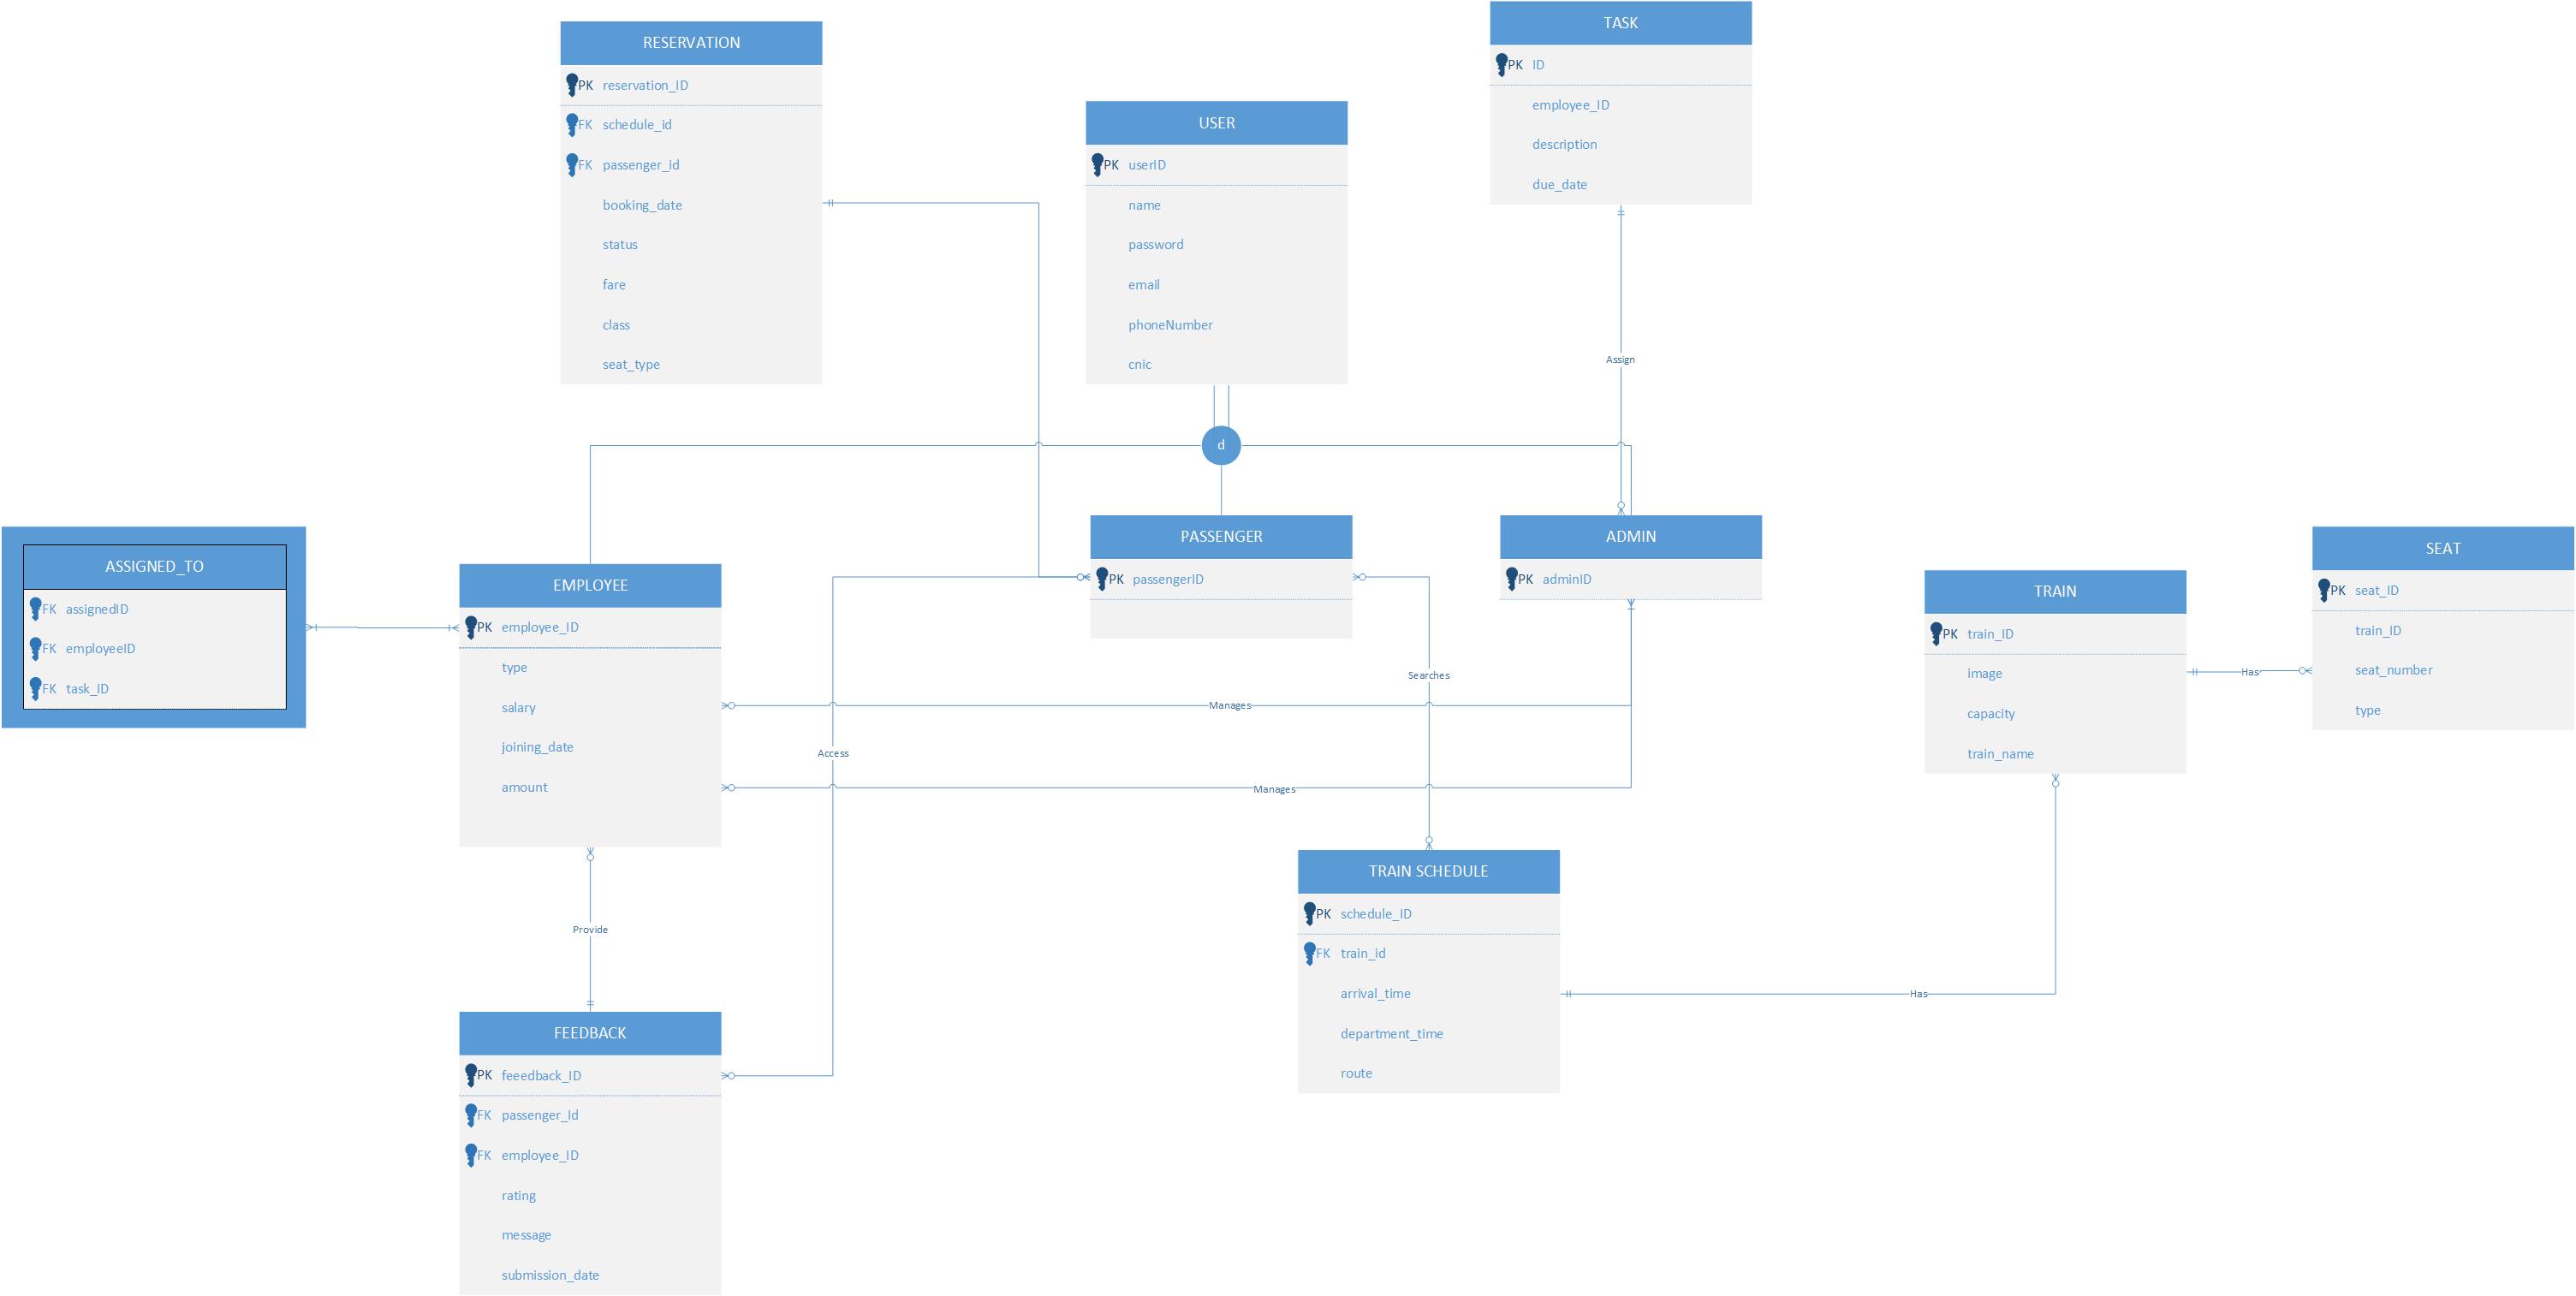 RESERVATION
PK reservation_ID
FK schedule_id
FK passenger_id
booking_date
status
fare
class
seat_type
USER
PK userID
name
password
email
phoneNumber
cnic
TASK
PK ID
employee_ID
description
due_date
Assign
d
ASSIGNED_TO
FK assignedID
FK employeeID
FK task_ID
EMPLOYEE
PK employee_ID
type
salary
joining_date
amount
PASSENGER
PK passengerID
ADMIN
PK adminID
TRAIN
PK train_ID
image
capacity
train_name
Has
SEAT
PK seat_ID
train_ID
seat_number
type
Searches
Manages
Access
Manages
Provide
TRAIN SCHEDULE
PK schedule_ID
FK train_id
arrival_time
department_time
route
Has
FEEDBACK
PK feeedback_ID
FK passenger_Id
FK employee_ID
rating
message
submission_date